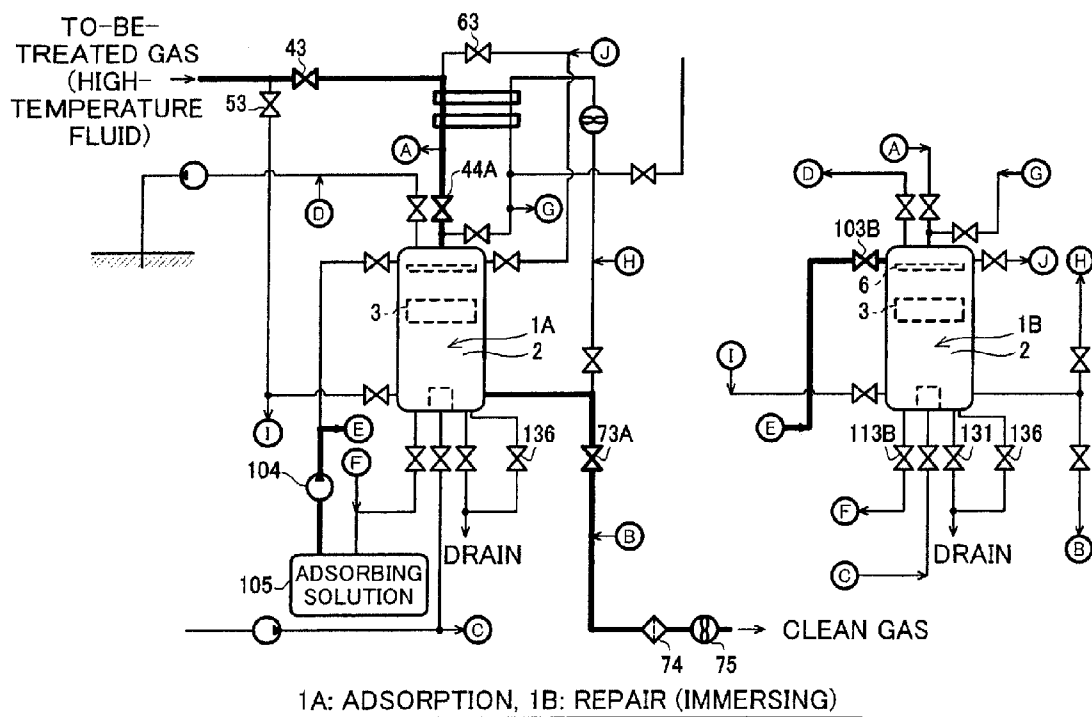 TO-BE-
TREATED GAS
(HIGH-
TEMPERATURE
FLUID)
43
63
J
53
A
44A
D
G
H
3
1A
2
I
E
F
104
136
73A
DRAIN
B
105
ADSORBING
SOLUTION
C
74
75
CLEAN GAS
A
D
G
103B
6
J
H
3
1B
2
I
E
113B
131
136
F
DRAIN
B
C
1A: ADSORPTION, 1B: REPAIR (IMMERSING)